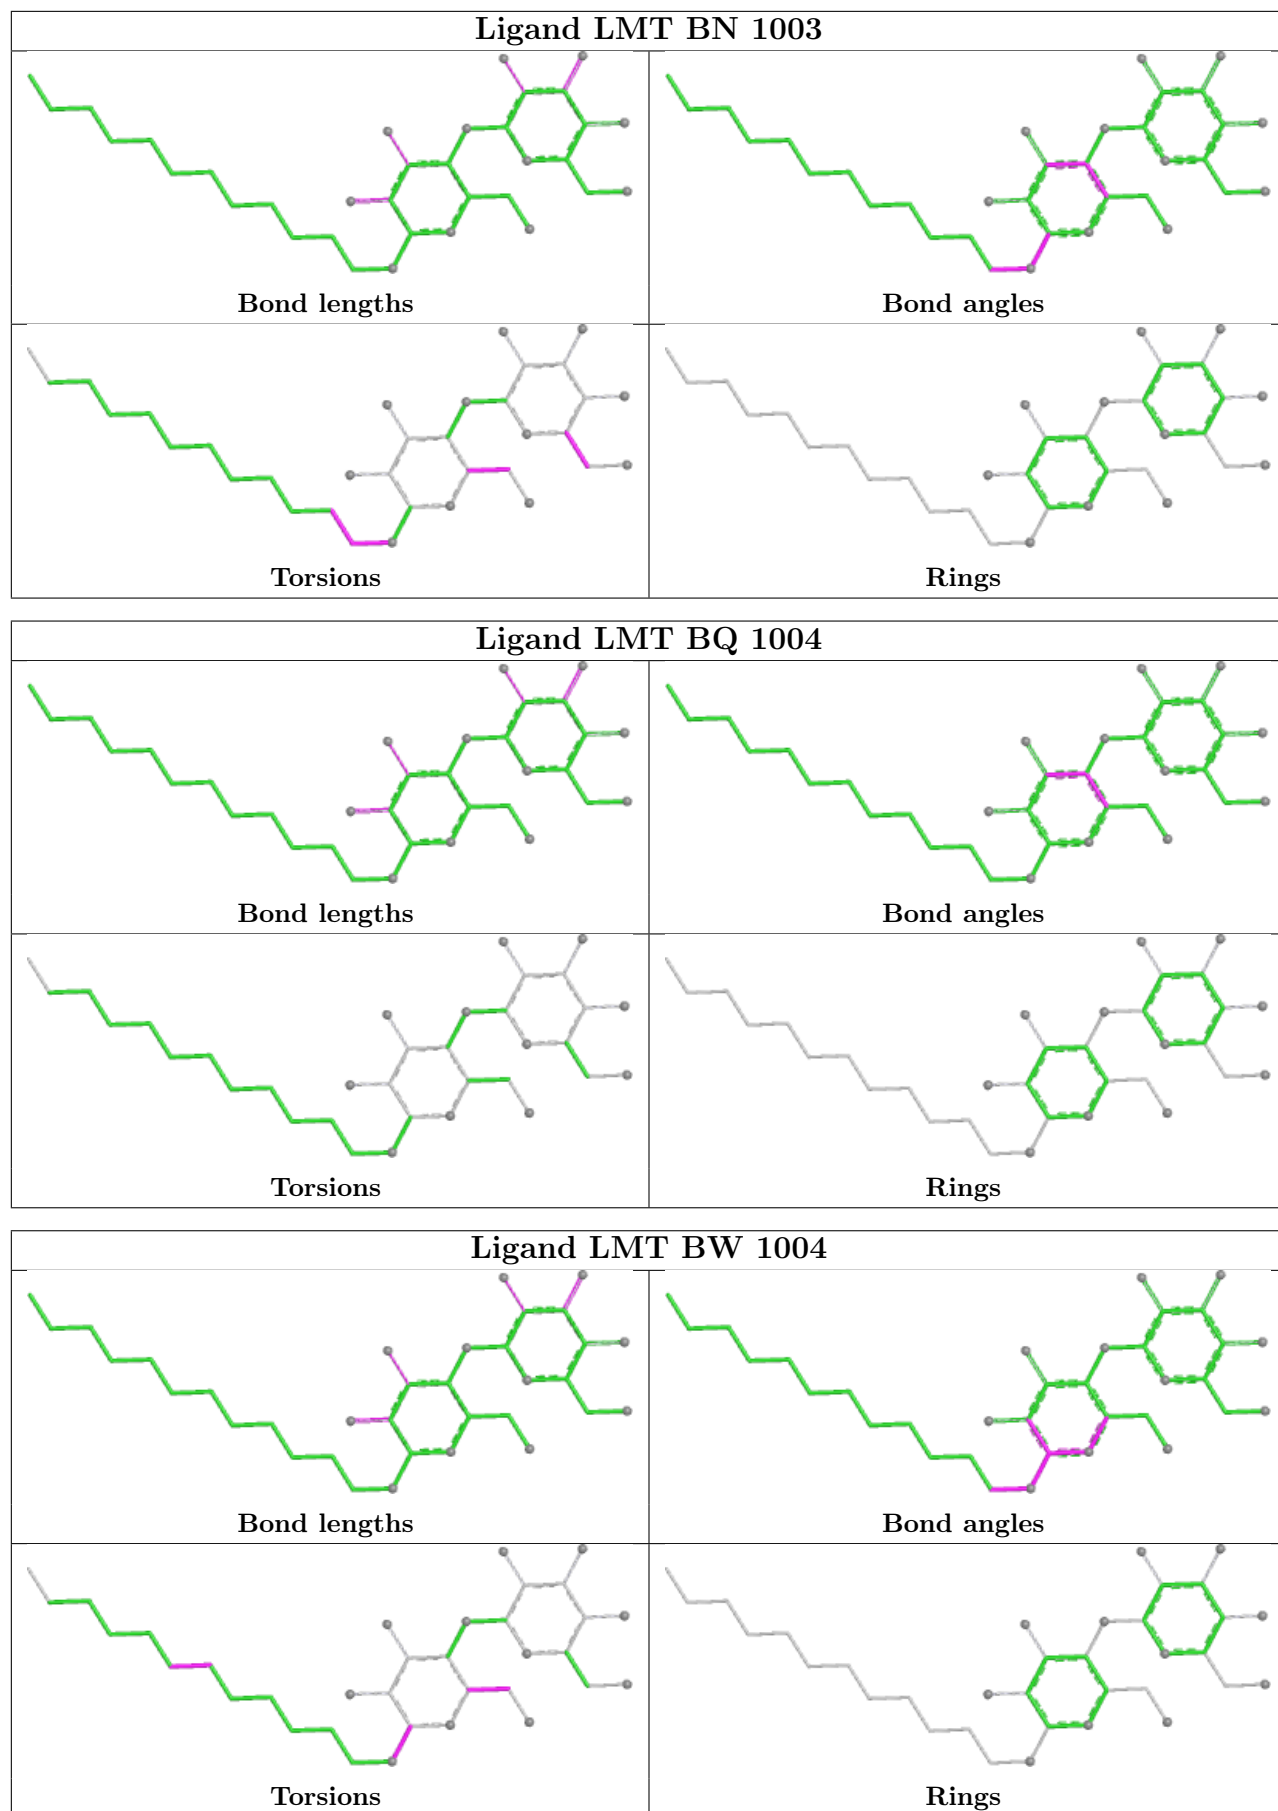 Ligand LMT BN 1003
Bond lengths
Bond angles
Torsions
Rings
Ligand LMT BQ 1004
Bond lengths
Bond angles
Torsions
Rings
Ligand LMT BW 1004
Bond lengths
Bond angles
Torsions
Rings